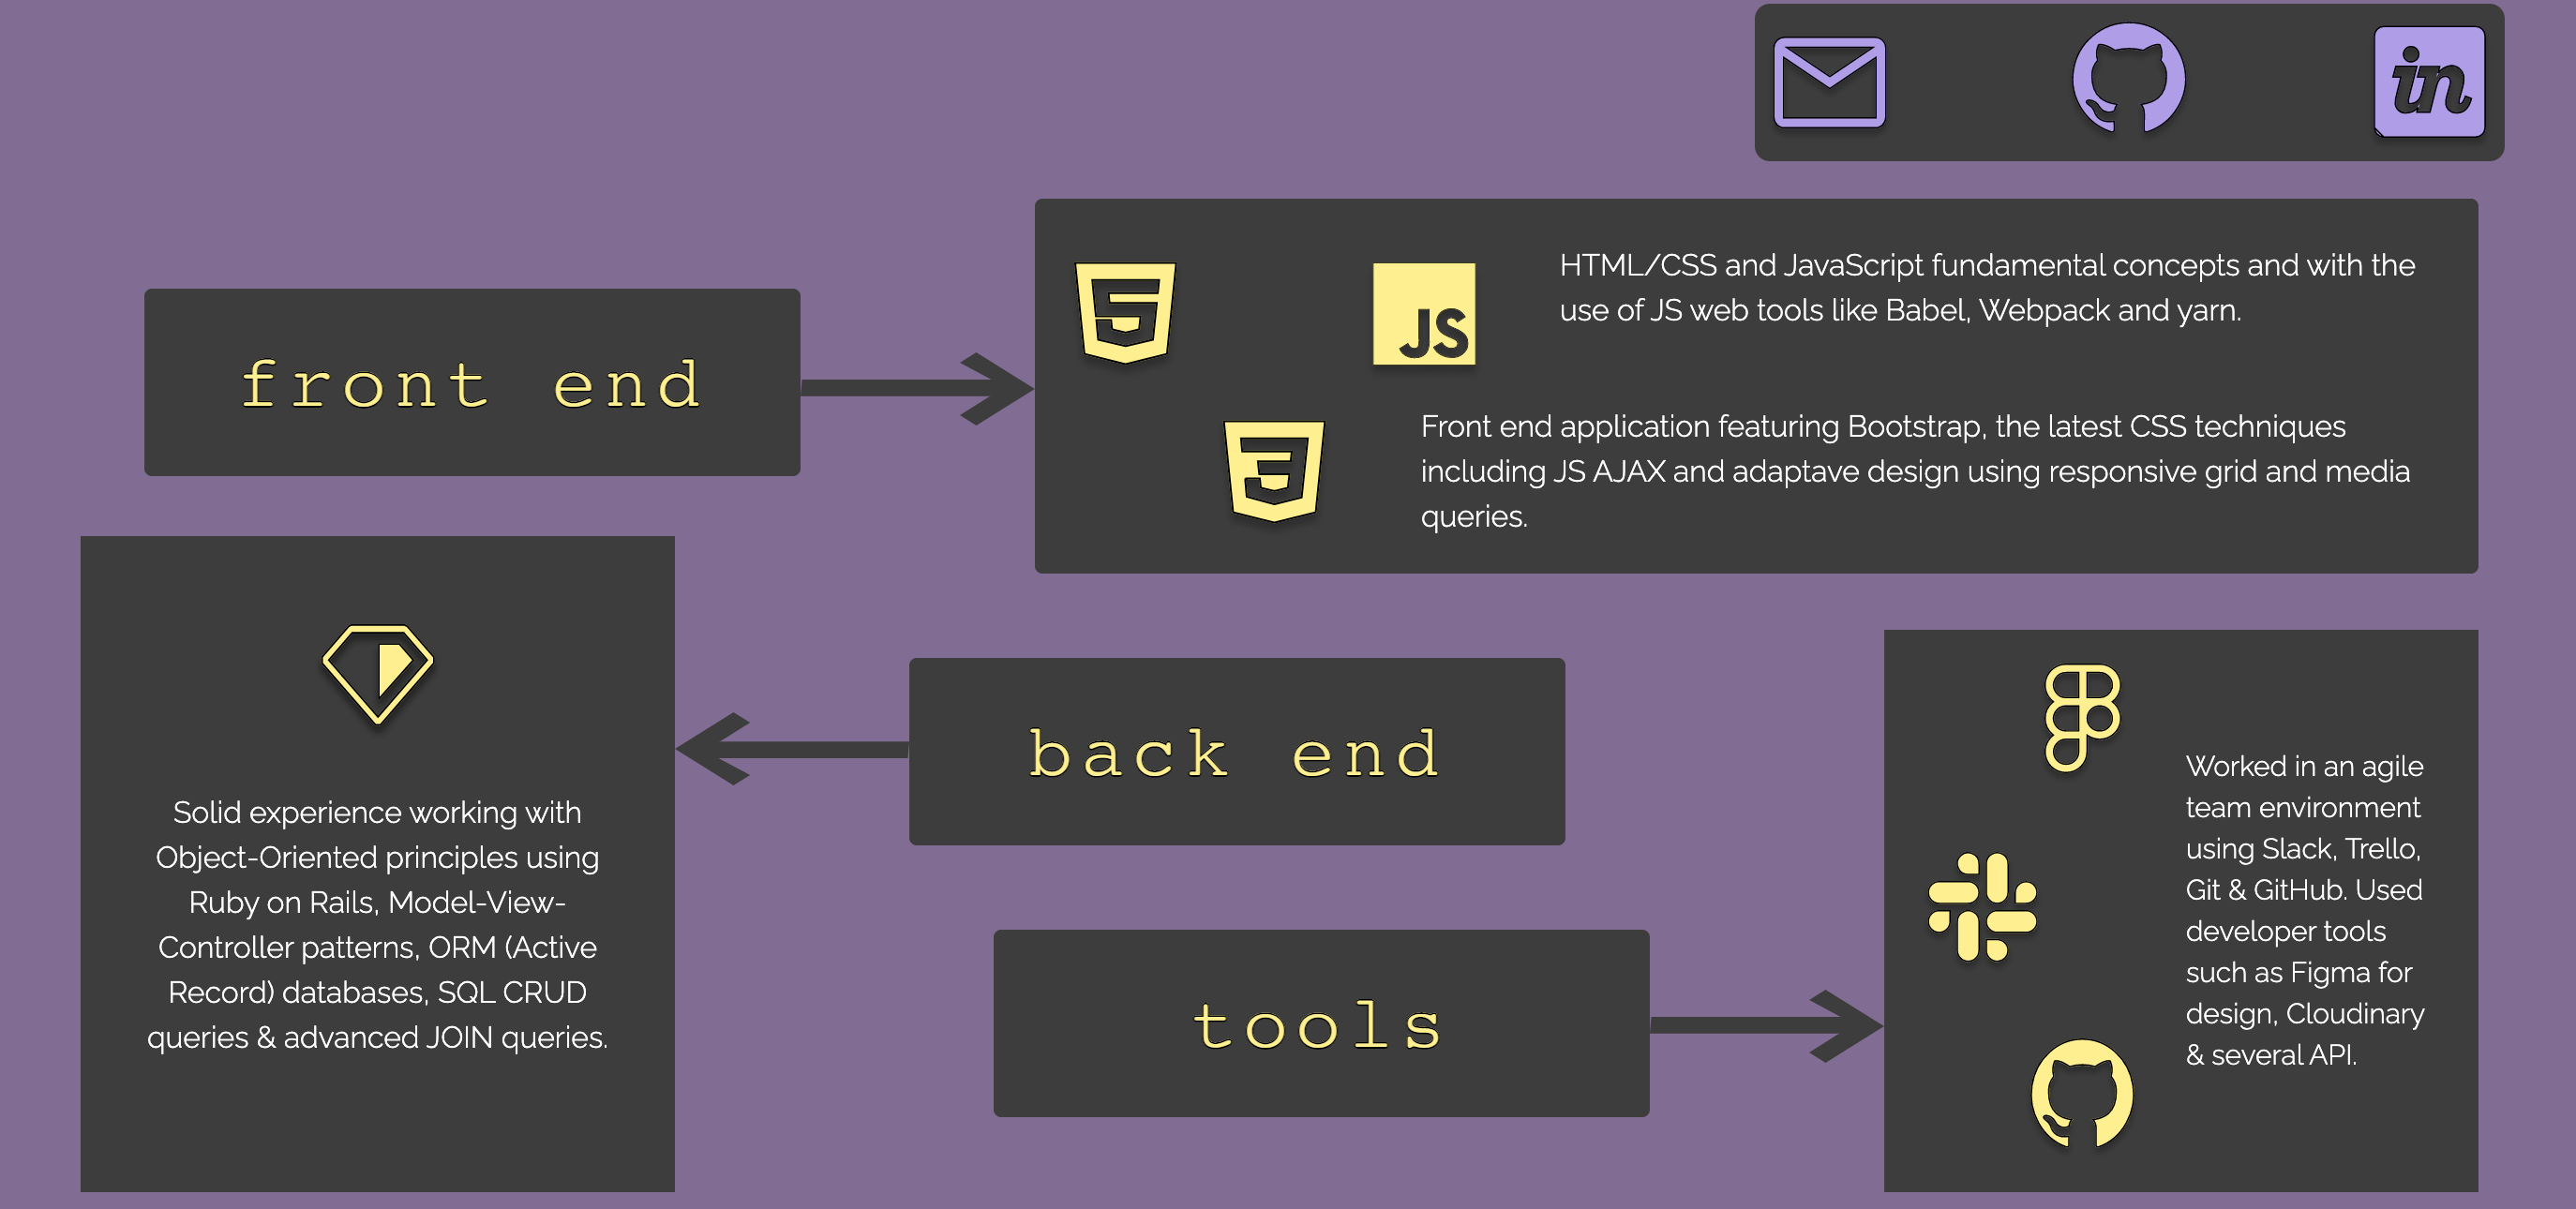 in
front end
5
JS
HTML/CSS and JavaScript fundamental concepts and with the
use of JS web tools like Babel, Webpack and yarn.
3
Front end application featuring Bootstrap, the latest CSS techniques
including JS AJAX and adaptave design using responsive grid and media
queries.
back end
Solid experience working with
Object-Oriented principles using
Ruby on Rails, Model-View-
Controller patterns, ORM (Active
Record) databases, SQL CRUD
queries & advanced JOIN queries.
tools
Worked in an agile
team environment
using Slack, Trello,
Git & GitHub. Used
developer tools
such as Figma for
design, Cloudinary
& several API.